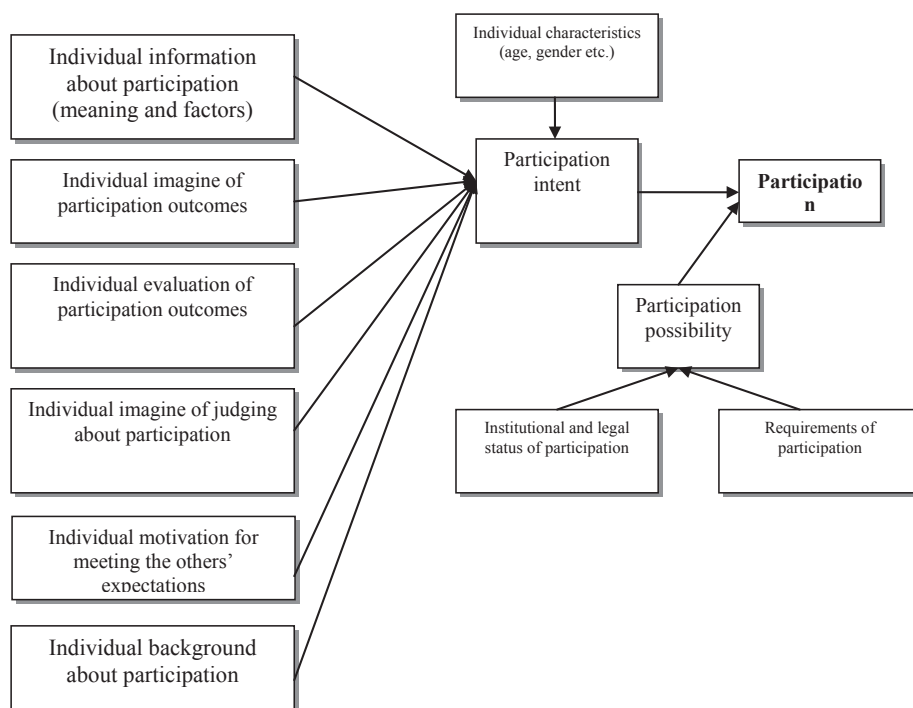 Individual information
about participation
(meaning and factors)
Individual imagine of
participation outcomes
Individual evaluation of
participation outcomes
Individual imagine of judging
about participation
Individual motivation for
meeting the others'
expectations
Individual background
about participation
Individual characteristics
(age, gender etc.)
Participation
intent
Participatio
n
Participation
possibility
Institutional and legal
status of participation
Requirements of
participation